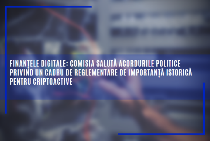 FINANȚELE DIGITALE: COMISIA SALUTĂ ACORDURILE POLITICE
PRIVIND UN CADRU DE REGLEMENTARE DE IMPORTANȚĂ ISTORICĂ
PENTRU CRIPTOACTIVE